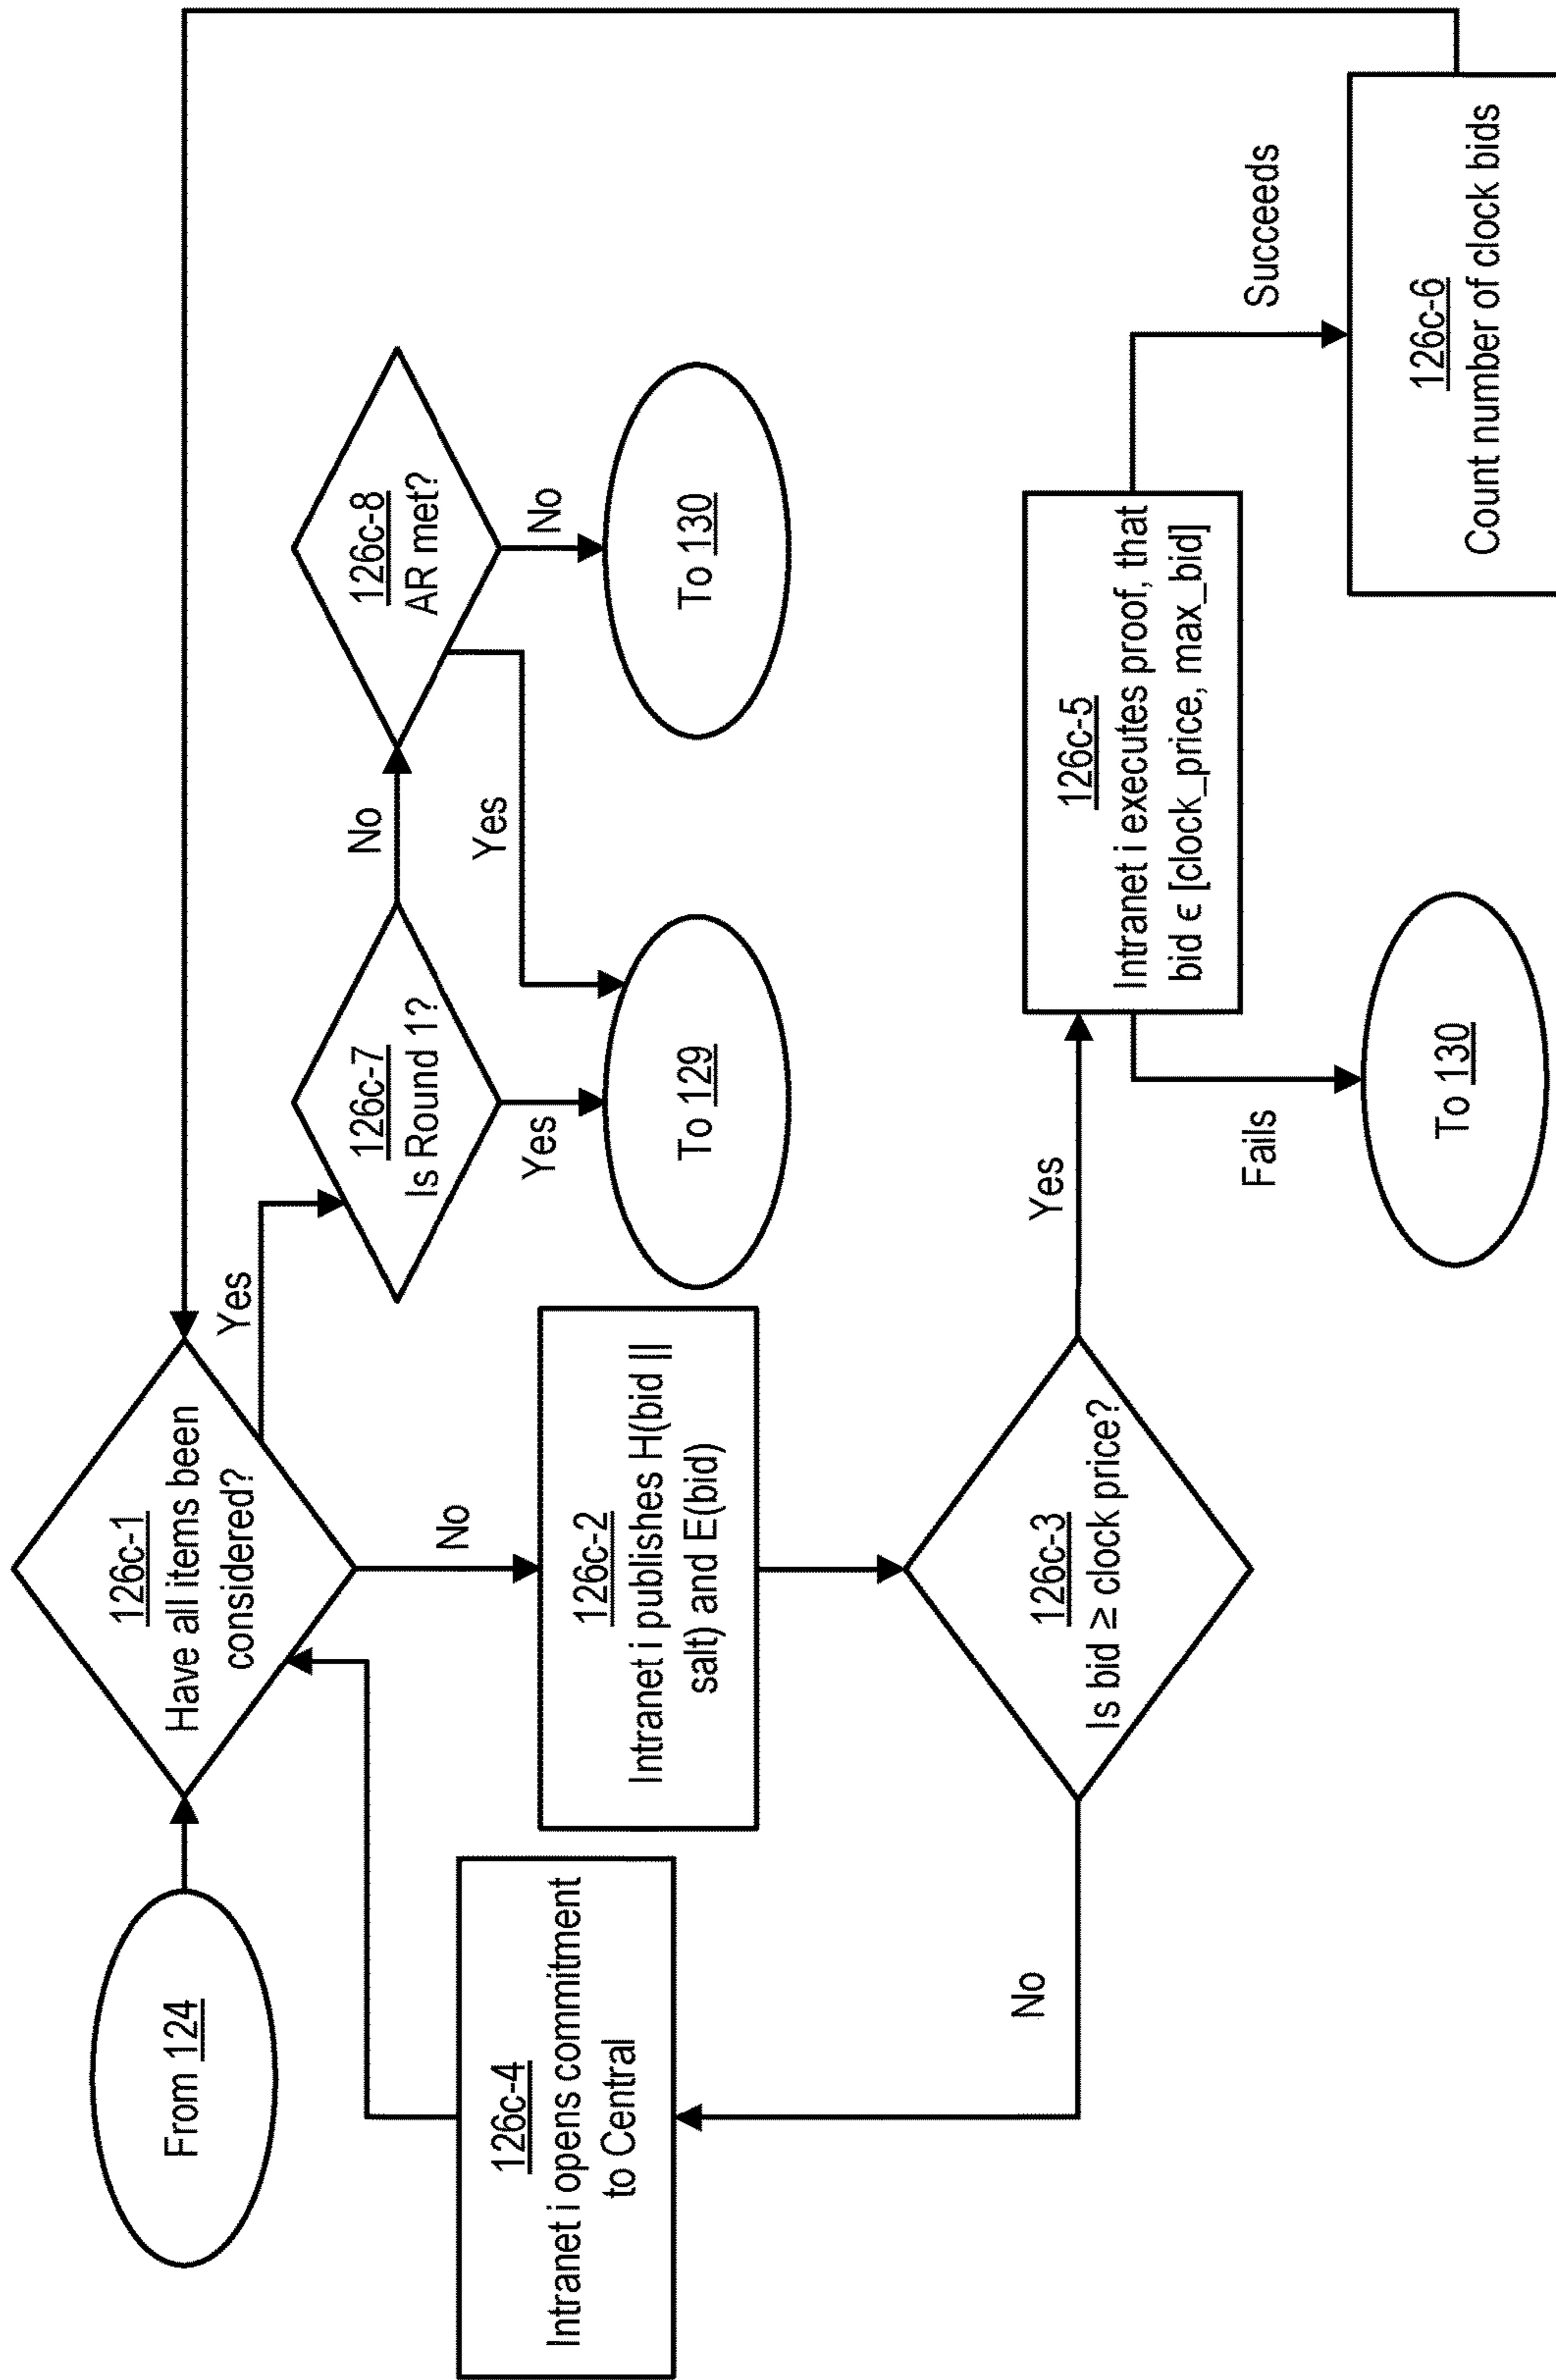 From 124
126c-1
Have all items been
considered?
Yes
No
126c-7
Is Round 1?
No
Yes
126c-8
AR met?
Yes
No
To 129
To 130
126c-4
Intranet i opens commitment
to Central
126c-2
Intranet i publishes H(bid ||
salt) and E(bid)
126c-3
Is bid ≥ clock price?
No
Yes
126c-5
Intranet i executes proof, that
bid ϵ [clock_price, max_bid]
Fails
Succeeds
To 130
126c-6
Count number of clock bids